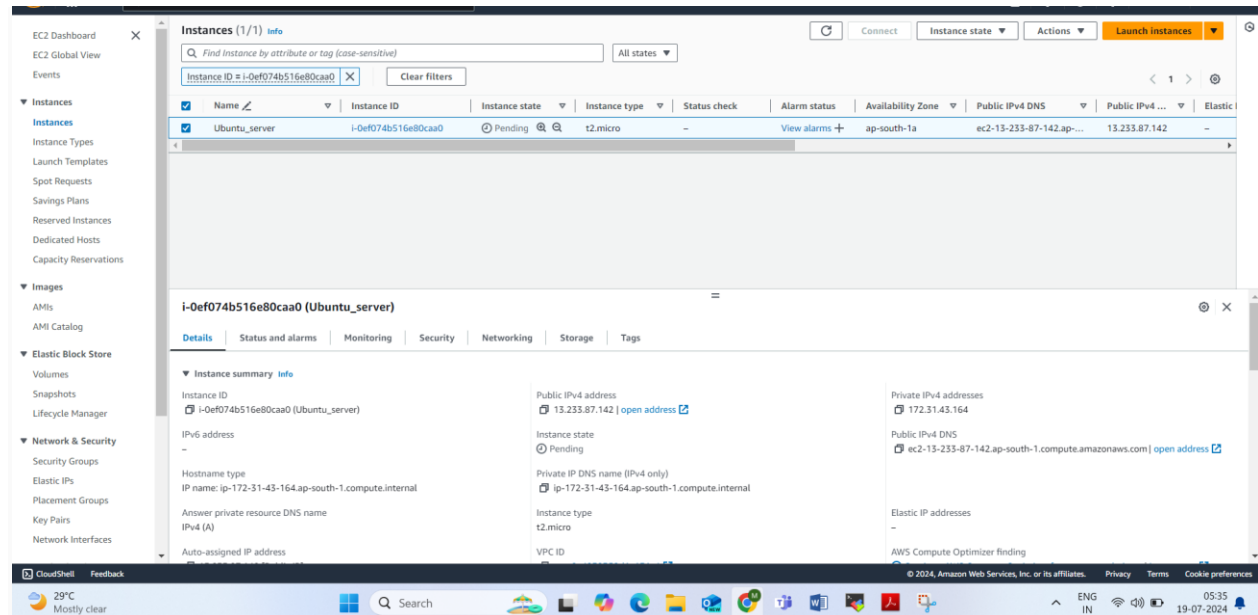 EC2 Dashboard
EC2 Global View
Events
Instances
Instances
Instance Types
Launch Templates
Spot Requests
Savings Plans
Reserved Instances
Dedicated Hosts
Capacity Reservations
Images
AMIs
AMI Catalog
Elastic Block Store
Volumes
Snapshots
Lifecycle Manager
Network & Security
Security Groups
Elastic IPs
Placement Groups
Key Pairs
Network Interfaces
Instances (1/1) Info
Connect Instance state Actions Launch instances
Find Instance by attribute or tag (case-sensitive) All states
Instance ID = i-0ef074b516e80caa0 Clear filters 1
Name Instance ID Instance state Instance type Status check Alarm status Availability Zone Public IPv4 DNS Public IPv4 ... Elastic
Ubuntu_server i-0ef074b516e80caa0 Pending t2.micro – View alarms + ap-south-1a ec2-13-233-87-142.ap-... 13.233.87.142 –
i-0ef074b516e80caa0 (Ubuntu_server)
Details Status and alarms Monitoring Security Networking Storage Tags
Instance summary Info
Instance ID
i-0ef074b516e80caa0 (Ubuntu_server)
Public IPv4 address
13.233.87.142 | open address
Private IPv4 addresses
172.31.43.164
IPv6 address
–
Instance state
Pending
Public IPv4 DNS
ec2-13-233-87-142.ap-south-1.compute.amazonaws.com | open address
Hostname type
IP name: ip-172-31-43-164.ap-south-1.compute.internal
Private IP DNS name (IPv4 only)
ip-172-31-43-164.ap-south-1.compute.internal
Answer private resource DNS name
IPv4 (A)
Instance type
t2.micro
Elastic IP addresses
–
Auto-assigned IP address
VPC ID
AWS Compute Optimizer finding
CloudShell Feedback © 2024, Amazon Web Services, Inc. or its affiliates. Privacy Terms Cookie preferences
29°C
Mostly clear
Search
ENG
IN
05:35
19-07-2024